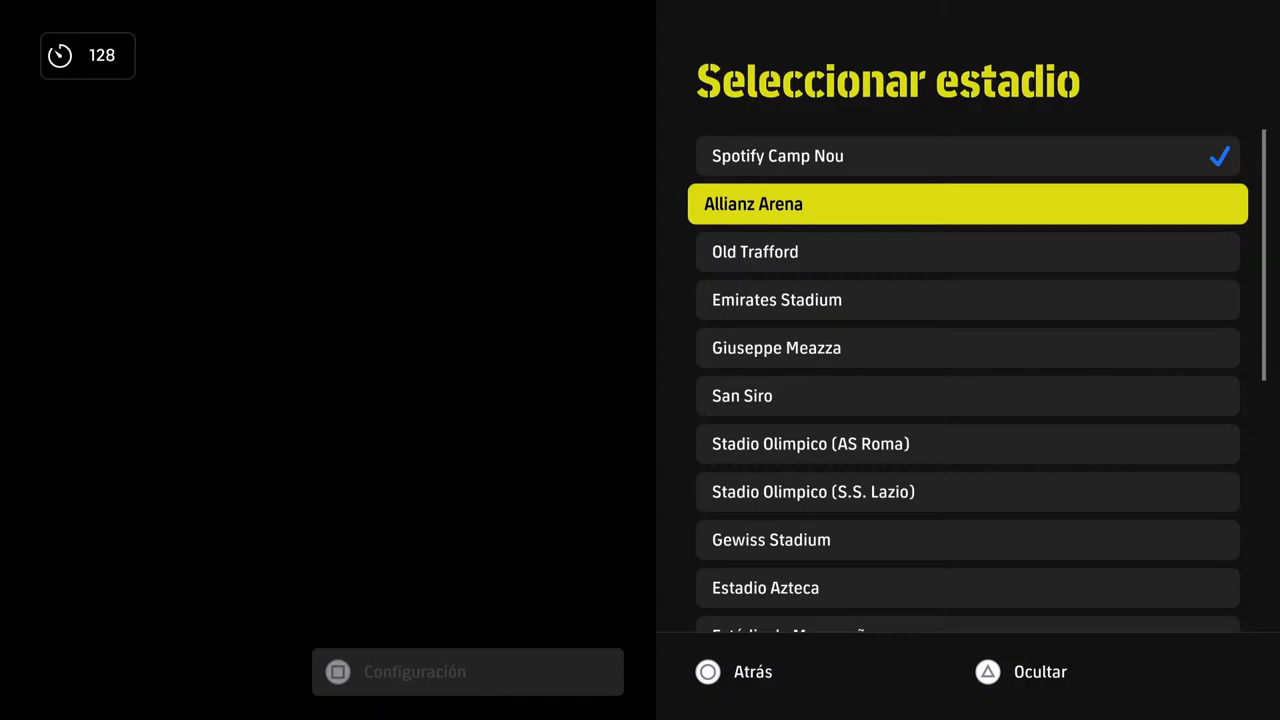 128
Seleccionar estadio
Spotify Camp Nou
Allianz Arena
Old Trafford
Emirates Stadium
Giuseppe Meazza
San Siro
Stadio Olimpico (AS Roma)
Stadio Olimpico (S.S. Lazio)
Gewiss Stadium
Estadio Azteca
Configuración
Atrás
Ocultar